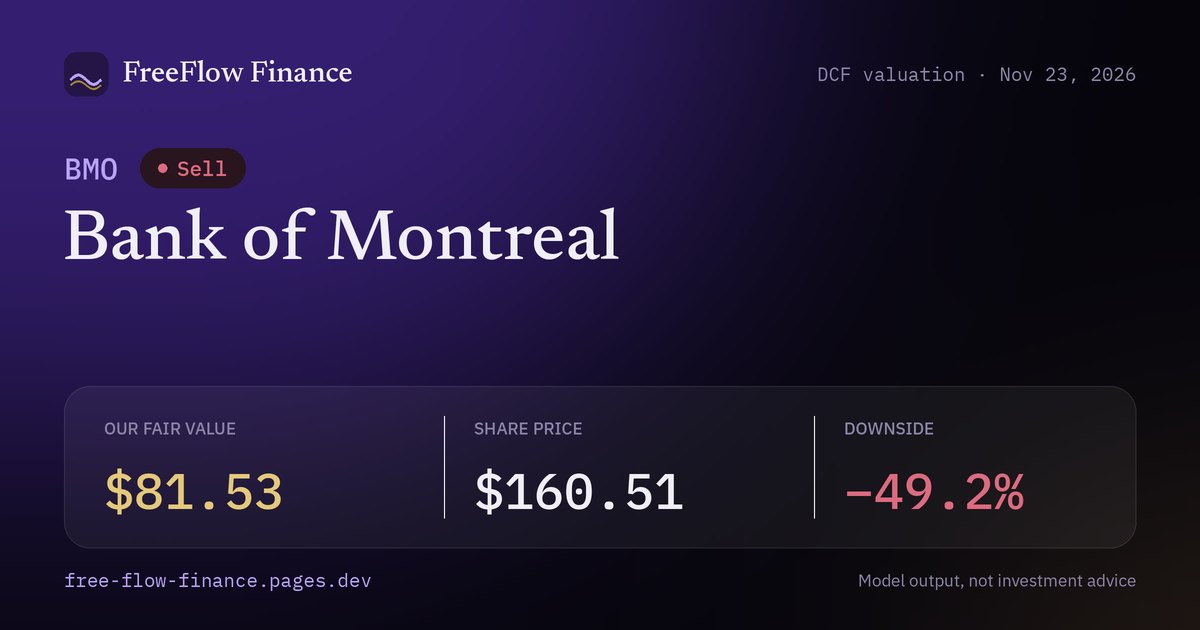 FreeFlow Finance
DCF valuation · Nov 23, 2026
BMO
Sell
Bank of Montreal
OUR FAIR VALUE
SHARE PRICE
DOWNSIDE
$81.53
$160.51
−49.2%
free-flow-finance.pages.dev
Model output, not investment advice